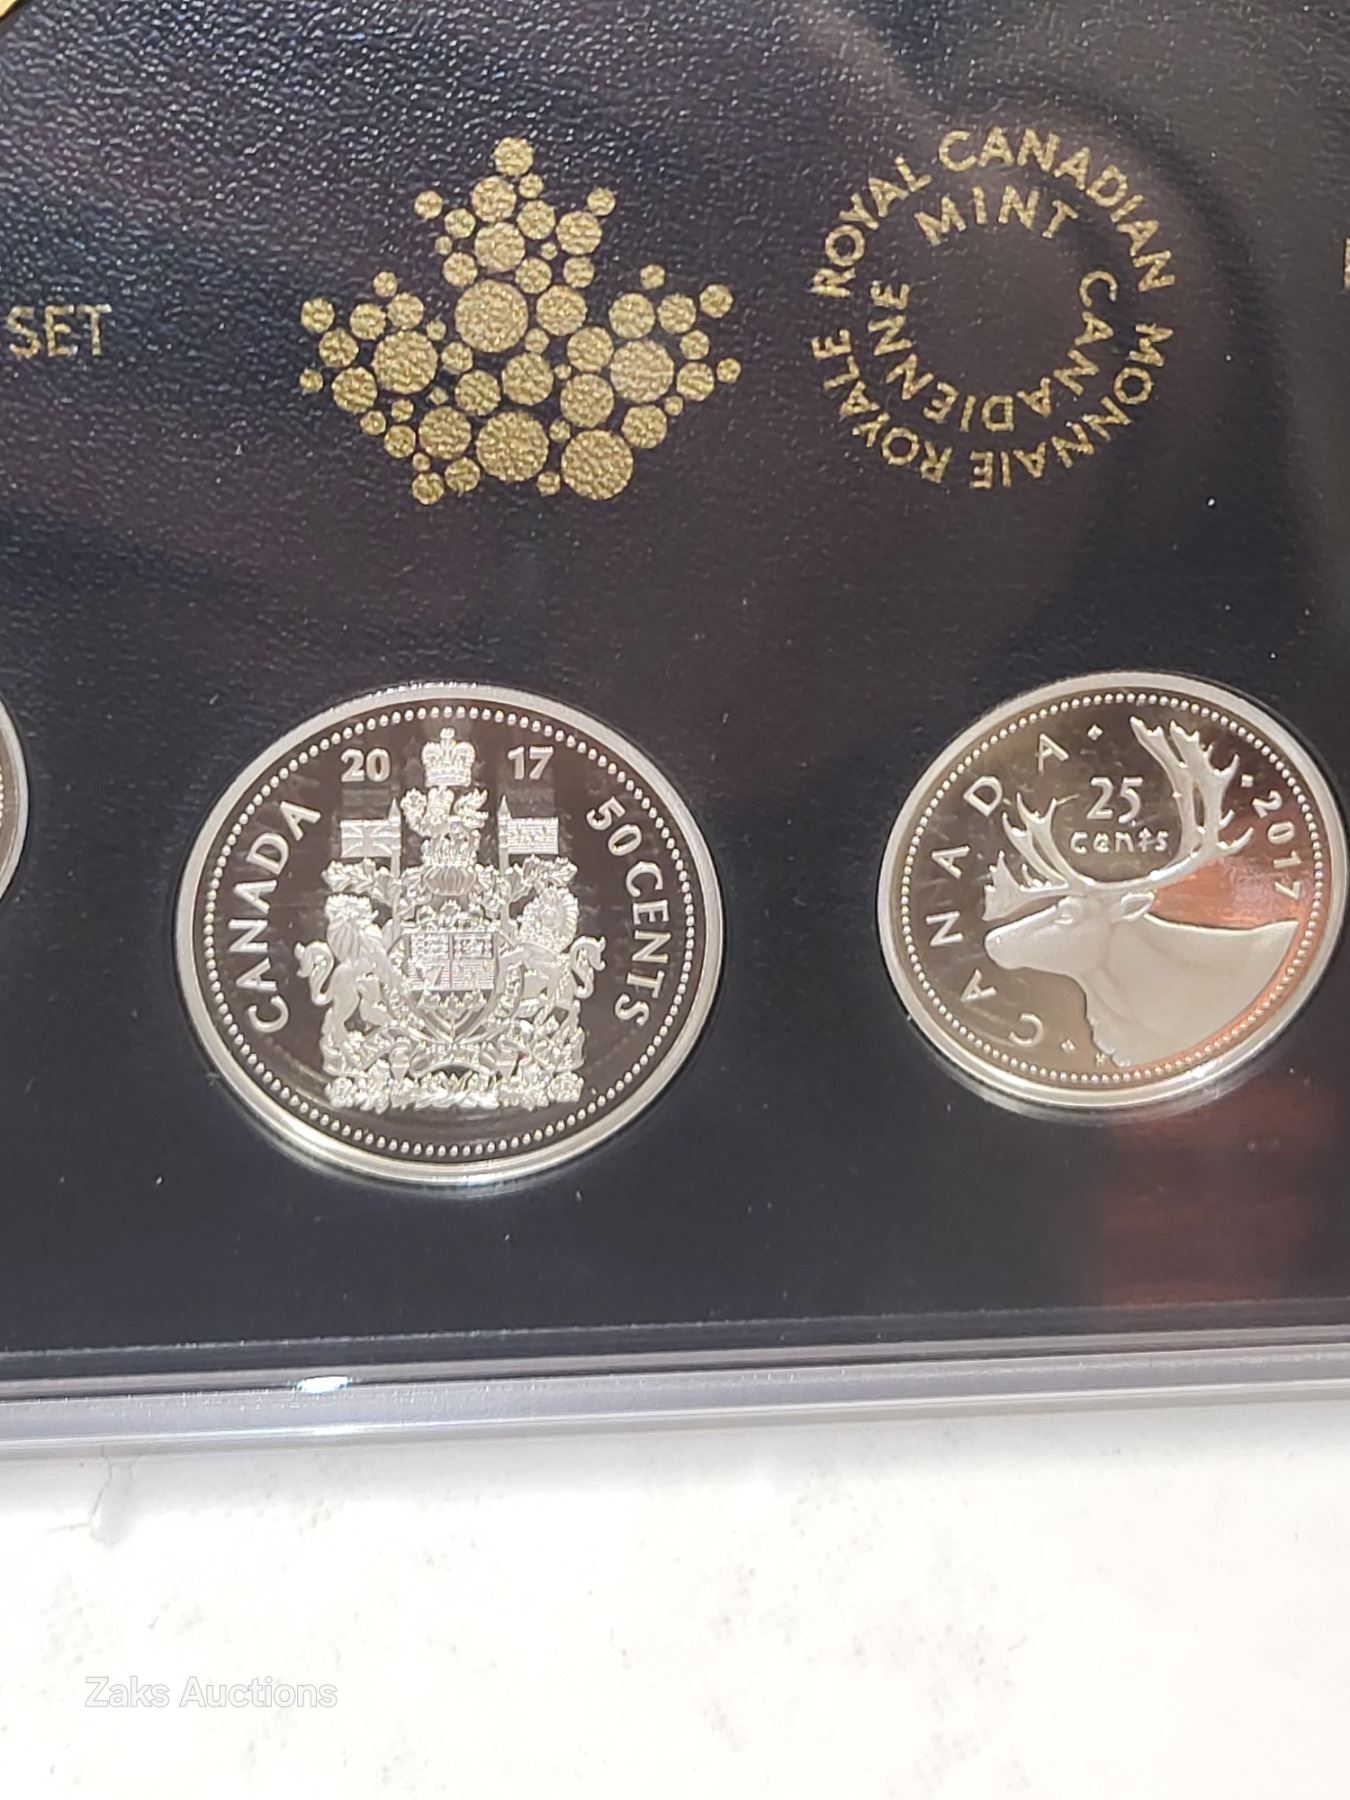 SET
ROYAL CANADIAN MINT
MONNAIE ROYALE CANADIENNE
20 17
CANADA
50 CENTS
CANADA
25
cents
2017
Zaks Auctions